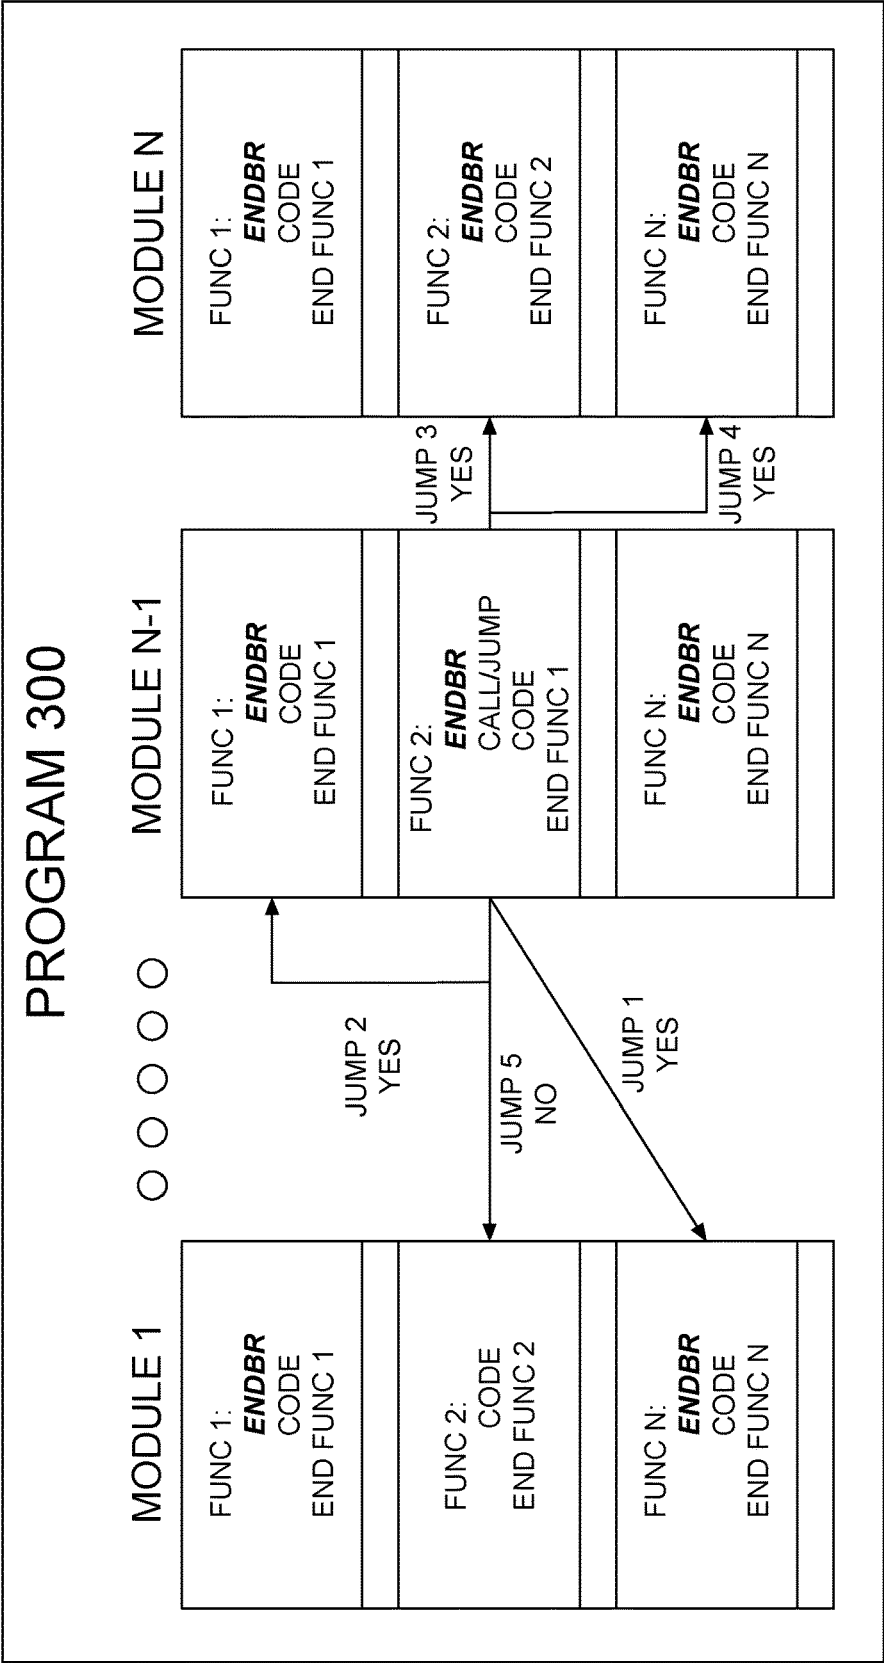 PROGRAM 300
MODULE 1
FUNC 1:
ENDBR
CODE
END FUNC 1
FUNC 2:
CODE
END FUNC 2
FUNC N:
ENDBR
CODE
END FUNC N
JUMP 2
YES
JUMP 5
NO
JUMP 1
YES
MODULE N-1
FUNC 1:
ENDBR
CODE
END FUNC 1
FUNC 2:
ENDBR
CALL/JUMP
CODE
END FUNC 1
FUNC N:
ENDBR
CODE
END FUNC N
JUMP 3
YES
JUMP 4
YES
MODULE N
FUNC 1:
ENDBR
CODE
END FUNC 1
FUNC 2:
ENDBR
CODE
END FUNC 2
FUNC N:
ENDBR
CODE
END FUNC N